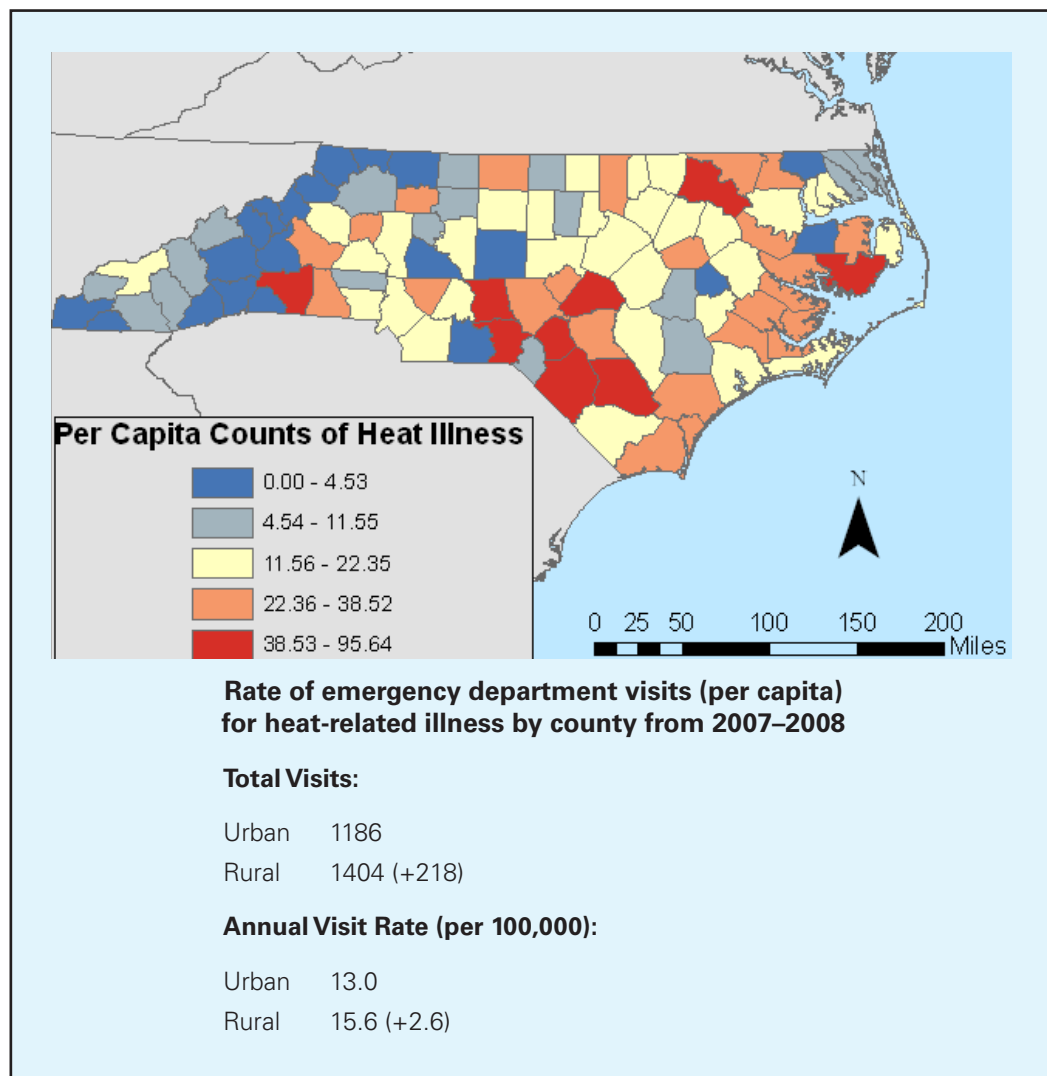 Per Capita Counts of Heat Illness
0.00 - 4.53
4.54 - 11.55
11.56 - 22.35
22.36 - 38.52
38.53 - 95.64
N
0 25 50 100 150 200
Miles
Rate of emergency department visits (per capita)
for heat-related illness by county from 2007–2008
Total Visits:
Urban 1186
Rural 1404 (+218)
Annual Visit Rate (per 100,000):
Urban 13.0
Rural 15.6 (+2.6)